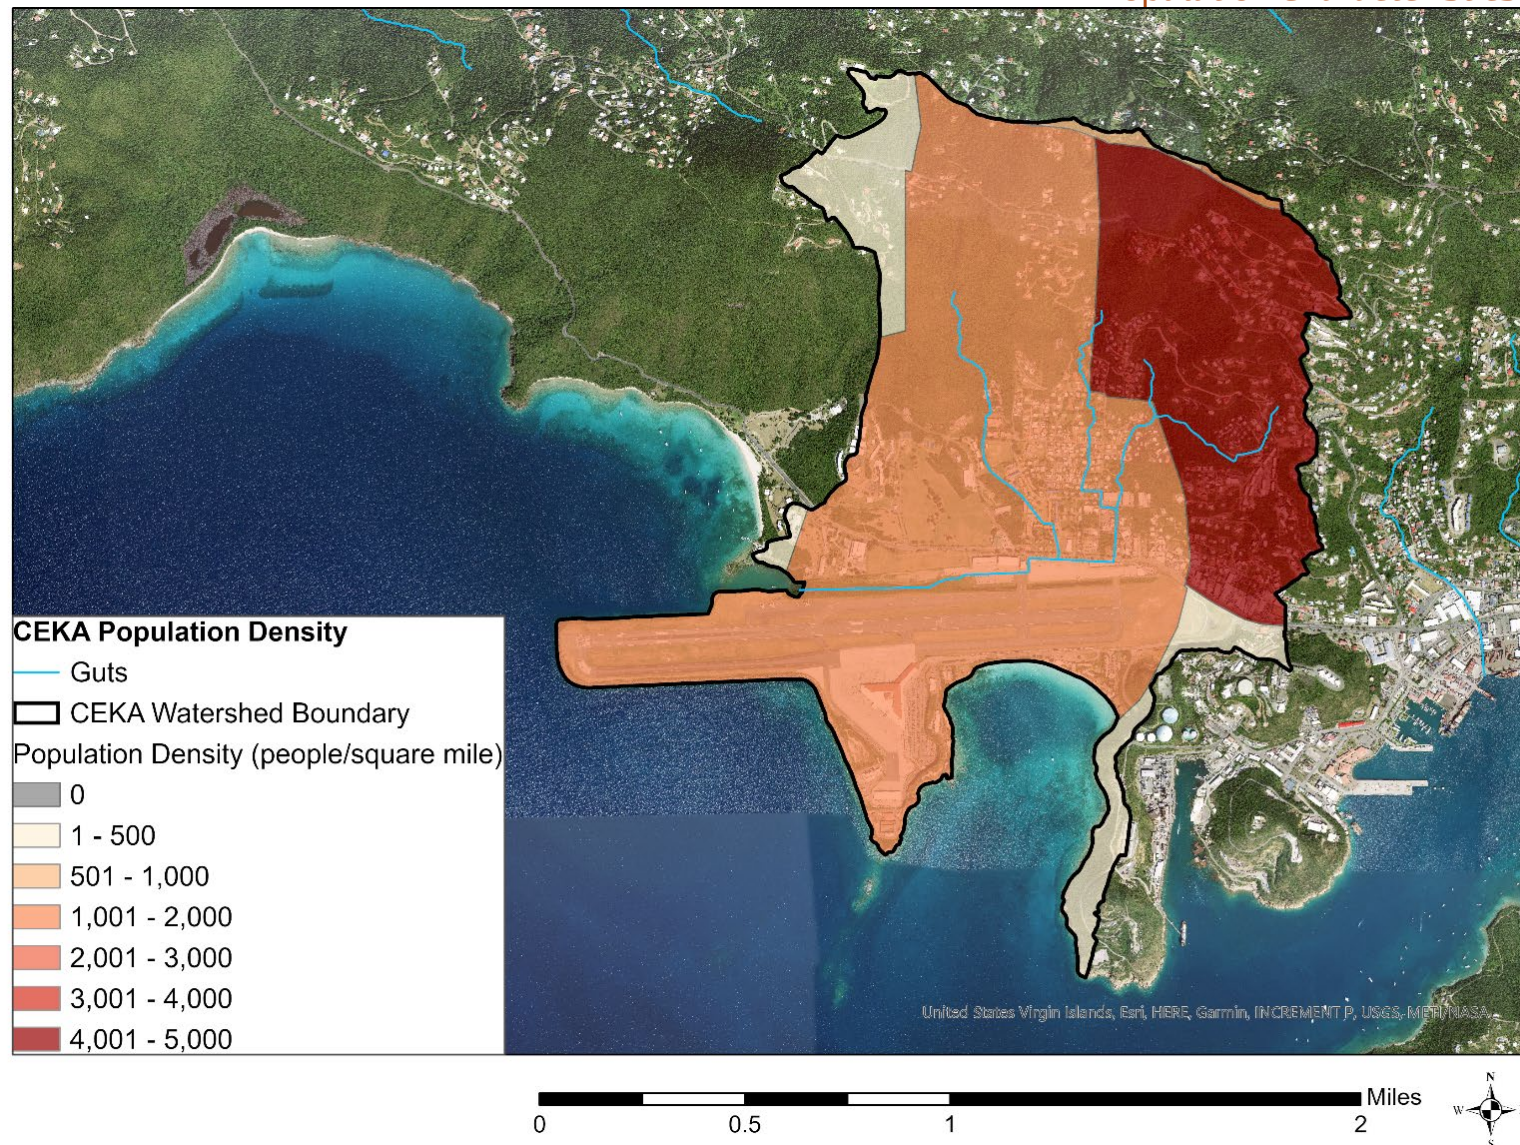 CEKA Population Density
Guts
CEKA Watershed Boundary
Population Density (people/square mile)
0
1 - 500
501 - 1,000
1,001 - 2,000
2,001 - 3,000
3,001 - 4,000
4,001 - 5,000
United States Virgin Islands, Esri, HERE, Garmin, INCREMENT P, USGS, METI/NASA
0 0.5 1 2 Miles
N
W
S